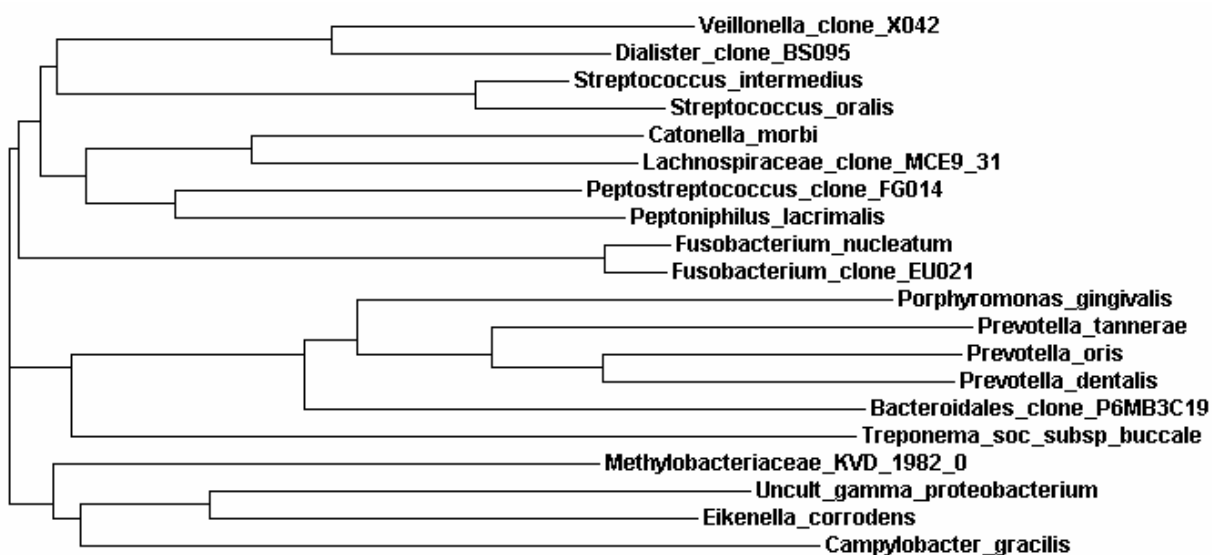 Veillonella_clone_X042
Dialister_clone_BS095
Streptococcus_intermedius
Streptococcus_oralis
Catonella_morbi
Lachnospiraceae_clone_MCE9_31
Peptostreptococcus_clone_FG014
Peptoniphilus_lacrimalis
Fusobacterium_nucleatum
Fusobacterium_clone_EU021
Porphyromonas_gingivalis
Prevotella_tannerae
Prevotella_oris
Prevotella_dentalis
Bacteroidales_clone_P6MB3C19
Treponema_soc_subsp_buccale
Methylobacteriaceae_KVD_1982_0
Uncult_gamma_proteobacterium
Eikenella_corrodens
Campylobacter_gracilis